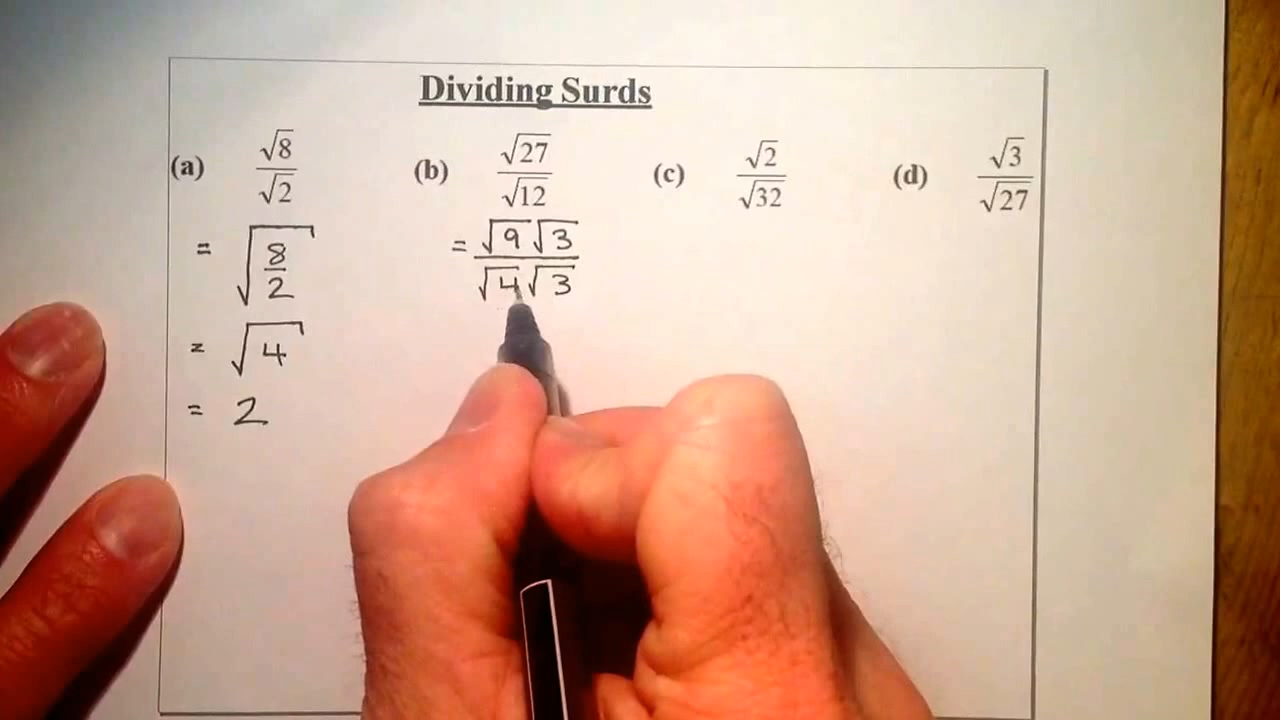 Dividing Surds
(a) √8/√2 (b) √27/√12 (c) √2/√32 (d) √3/√27
= √(8/2)
= √4
= 2
= √9√3/√4√3